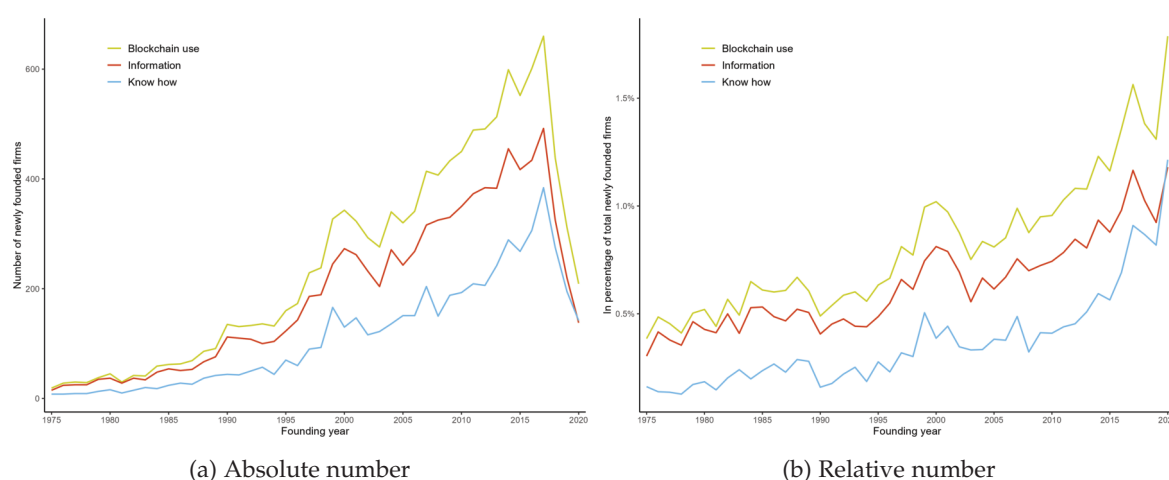 Number of newly founded firms
600
400
200
0
Blockchain use
Information
Know how
1975 1980 1985 1990 1995 2000 2005 2010 2015 2020
Founding year
(a) Absolute number
In percentage of total newly founded firms
1.5%
1.0%
0.5%
Blockchain use
Information
Know how
1975 1980 1985 1990 1995 2000 2005 2010 2015
Founding year
(b) Relative number